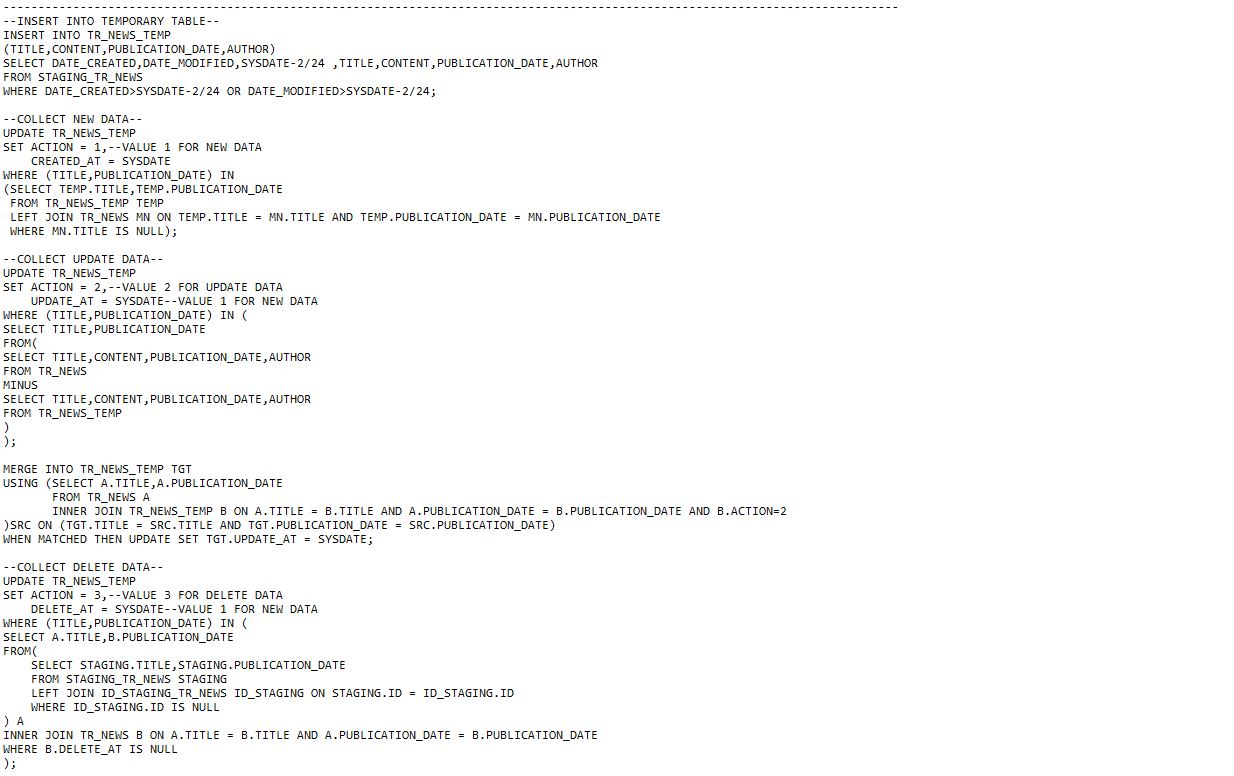 --------------------------------------------------------------------------------------------------------------------------------
--INSERT INTO TEMPORARY TABLE--
INSERT INTO TR_NEWS_TEMP
(TITLE,CONTENT,PUBLICATION_DATE,AUTHOR)
SELECT DATE_CREATED,DATE_MODIFIED,SYSDATE-2/24 ,TITLE,CONTENT,PUBLICATION_DATE,AUTHOR
FROM STAGING_TR_NEWS
WHERE DATE_CREATED>SYSDATE-2/24 OR DATE_MODIFIED>SYSDATE-2/24;

--COLLECT NEW DATA--
UPDATE TR_NEWS_TEMP
SET ACTION = 1,--VALUE 1 FOR NEW DATA
    CREATED_AT = SYSDATE
WHERE (TITLE,PUBLICATION_DATE) IN
(SELECT TEMP.TITLE,TEMP.PUBLICATION_DATE
 FROM TR_NEWS_TEMP TEMP
 LEFT JOIN TR_NEWS MN ON TEMP.TITLE = MN.TITLE AND TEMP.PUBLICATION_DATE = MN.PUBLICATION_DATE
 WHERE MN.TITLE IS NULL);

--COLLECT UPDATE DATA--
UPDATE TR_NEWS_TEMP
SET ACTION = 2,--VALUE 2 FOR UPDATE DATA
    UPDATE_AT = SYSDATE--VALUE 1 FOR NEW DATA
WHERE (TITLE,PUBLICATION_DATE) IN (
SELECT TITLE,PUBLICATION_DATE
FROM(
SELECT TITLE,CONTENT,PUBLICATION_DATE,AUTHOR
FROM TR_NEWS
MINUS
SELECT TITLE,CONTENT,PUBLICATION_DATE,AUTHOR
FROM TR_NEWS_TEMP
)
);

MERGE INTO TR_NEWS_TEMP TGT
USING (SELECT A.TITLE,A.PUBLICATION_DATE
       FROM TR_NEWS A
       INNER JOIN TR_NEWS_TEMP B ON A.TITLE = B.TITLE AND A.PUBLICATION_DATE = B.PUBLICATION_DATE AND B.ACTION=2
)SRC ON (TGT.TITLE = SRC.TITLE AND TGT.PUBLICATION_DATE = SRC.PUBLICATION_DATE)
WHEN MATCHED THEN UPDATE SET TGT.UPDATE_AT = SYSDATE;

--COLLECT DELETE DATA--
UPDATE TR_NEWS_TEMP
SET ACTION = 3,--VALUE 3 FOR DELETE DATA
    DELETE_AT = SYSDATE--VALUE 1 FOR NEW DATA
WHERE (TITLE,PUBLICATION_DATE) IN (
SELECT A.TITLE,B.PUBLICATION_DATE
FROM(
    SELECT STAGING.TITLE,STAGING.PUBLICATION_DATE
    FROM STAGING_TR_NEWS STAGING
    LEFT JOIN ID_STAGING_TR_NEWS ID_STAGING ON STAGING.ID = ID_STAGING.ID
    WHERE ID_STAGING.ID IS NULL
) A
INNER JOIN TR_NEWS B ON A.TITLE = B.TITLE AND A.PUBLICATION_DATE = B.PUBLICATION_DATE
WHERE B.DELETE_AT IS NULL
);